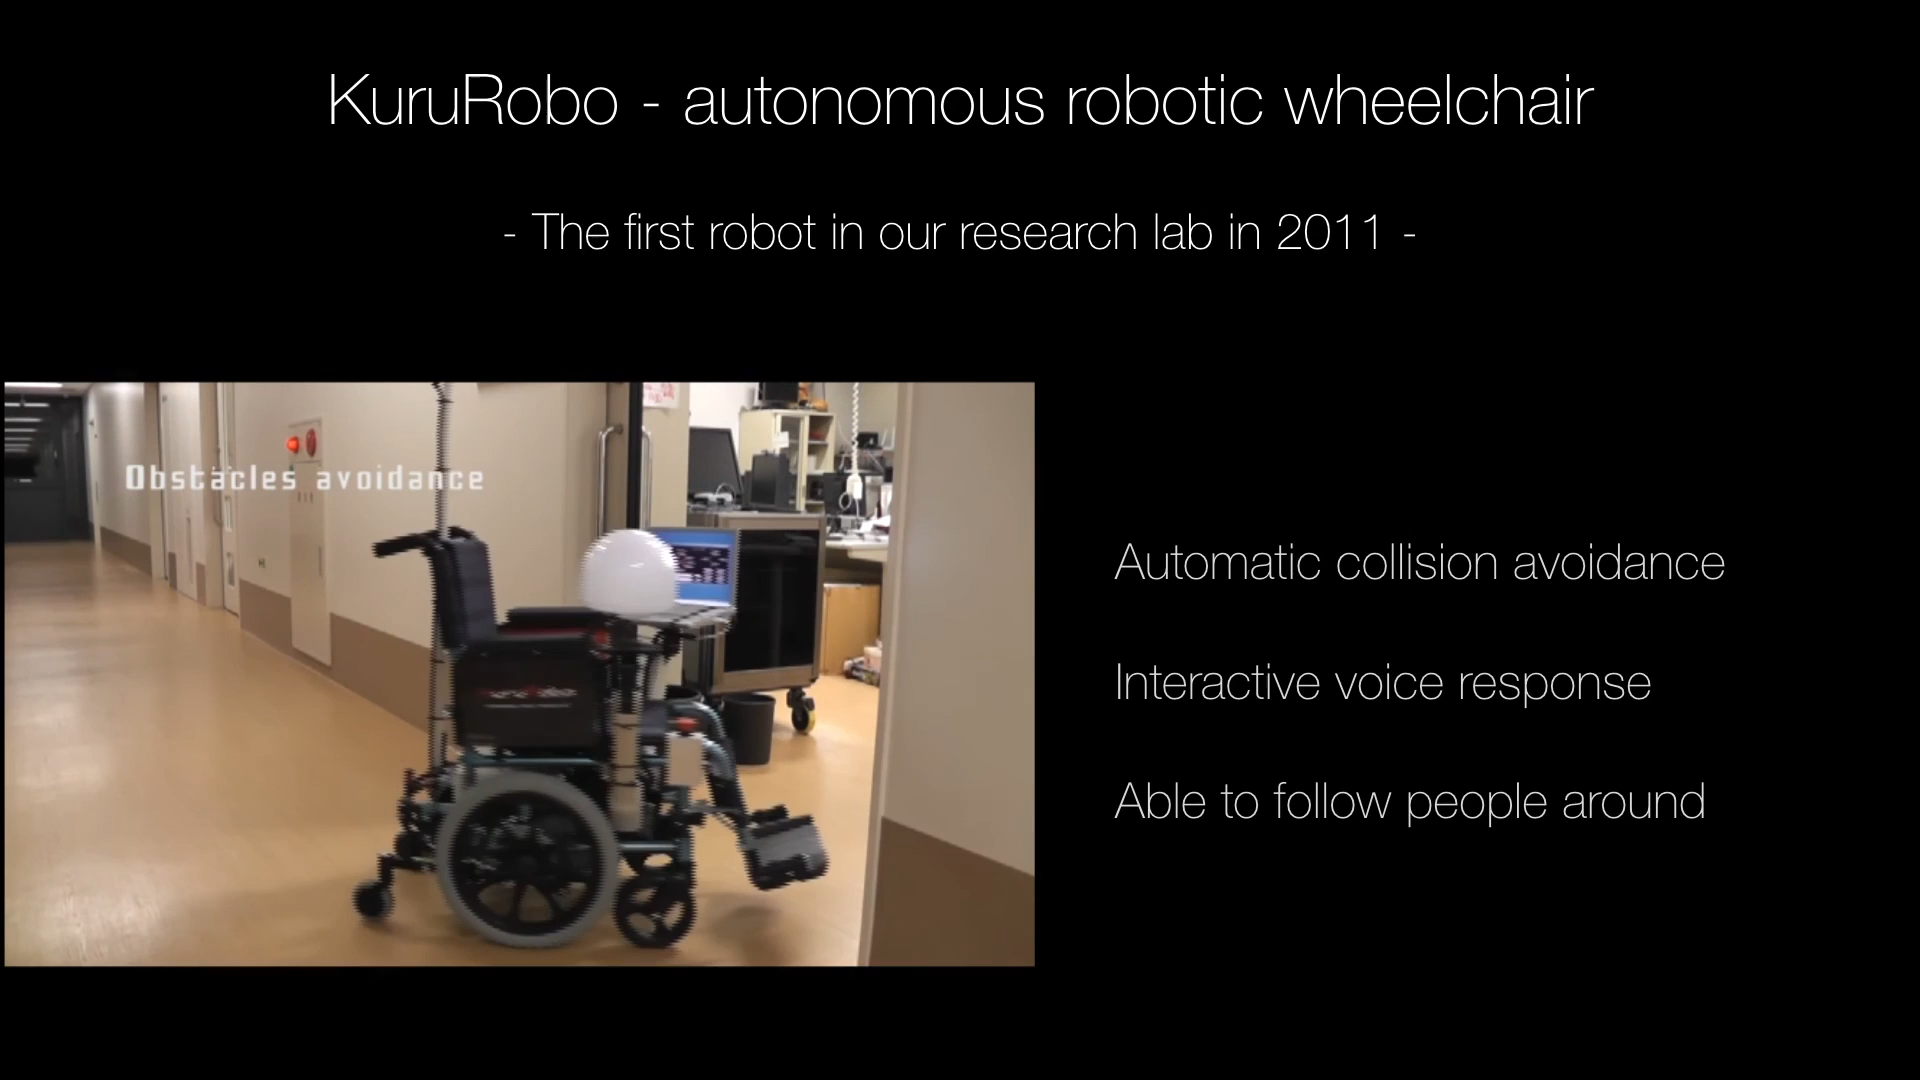 KuruRobo - autonomous robotic wheelchair
- The first robot in our research lab in 2011 -
Obstacles avoidance
Automatic collision avoidance
Interactive voice response
Able to follow people around